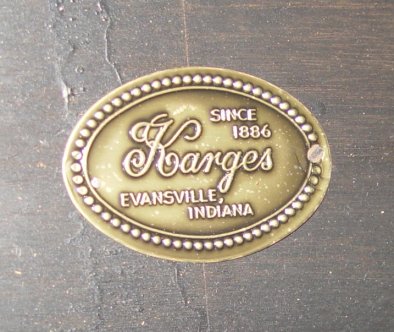 SINCE
1886
Karges
EVANSVILLE,
INDIANA